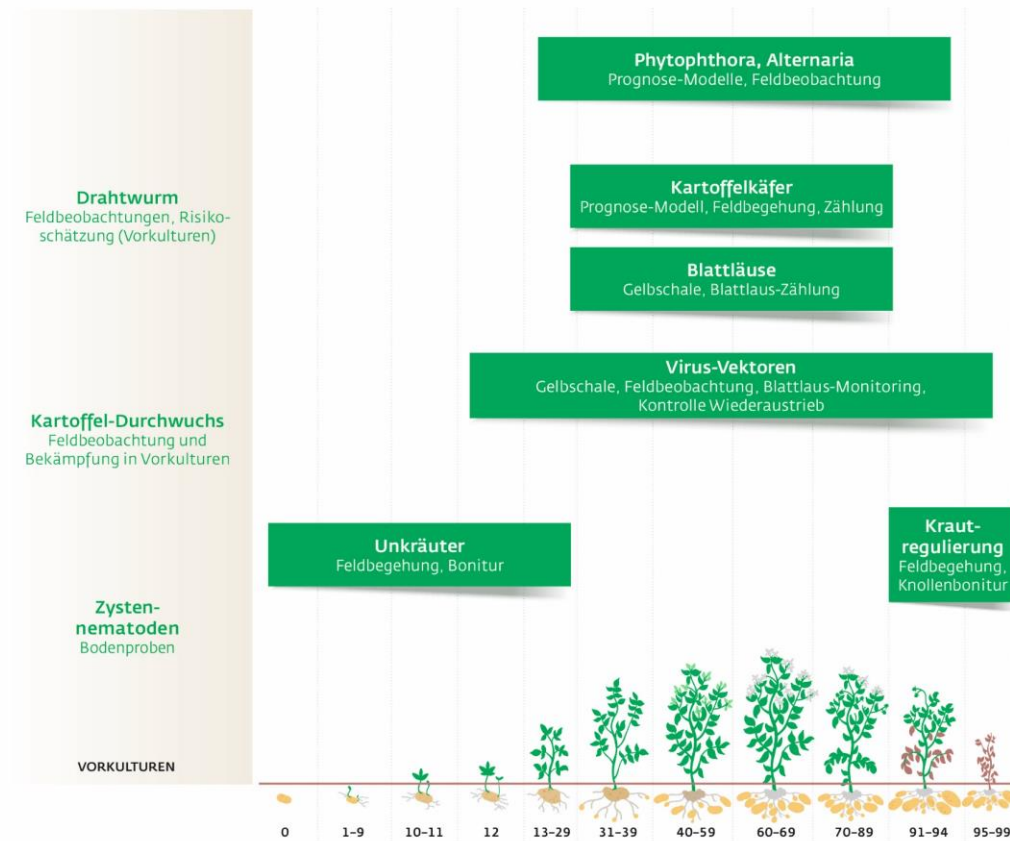 Phytophthora, Alternaria
Prognose-Modelle, Feldbeobachtung
Drahtwurm
Feldbeobachtungen, Risiko-
schätzung (Vorkulturen)
Kartoffelkäfer
Prognose-Modell, Feldbegehung, Zählung
Blattläuse
Gelbschale, Blattlaus-Zählung
Virus-Vektoren
Gelbschale, Feldbeobachtung, Blattlaus-Monitoring,
Kontrolle Wiederaustrieb
Kartoffel-Durchwuchs
Feldbeobachtung und
Bekämpfung in Vorkulturen
Unkräuter
Feldbegehung, Bonitur
Kraut-
regulierung
Feldbegehung,
Knollenbonitur
Zysten-
nematoden
Bodenproben
VORKULTUREN
0 1–9 10–11 12 13–29 31–39 40–59 60–69 70–89 91–94 95–99